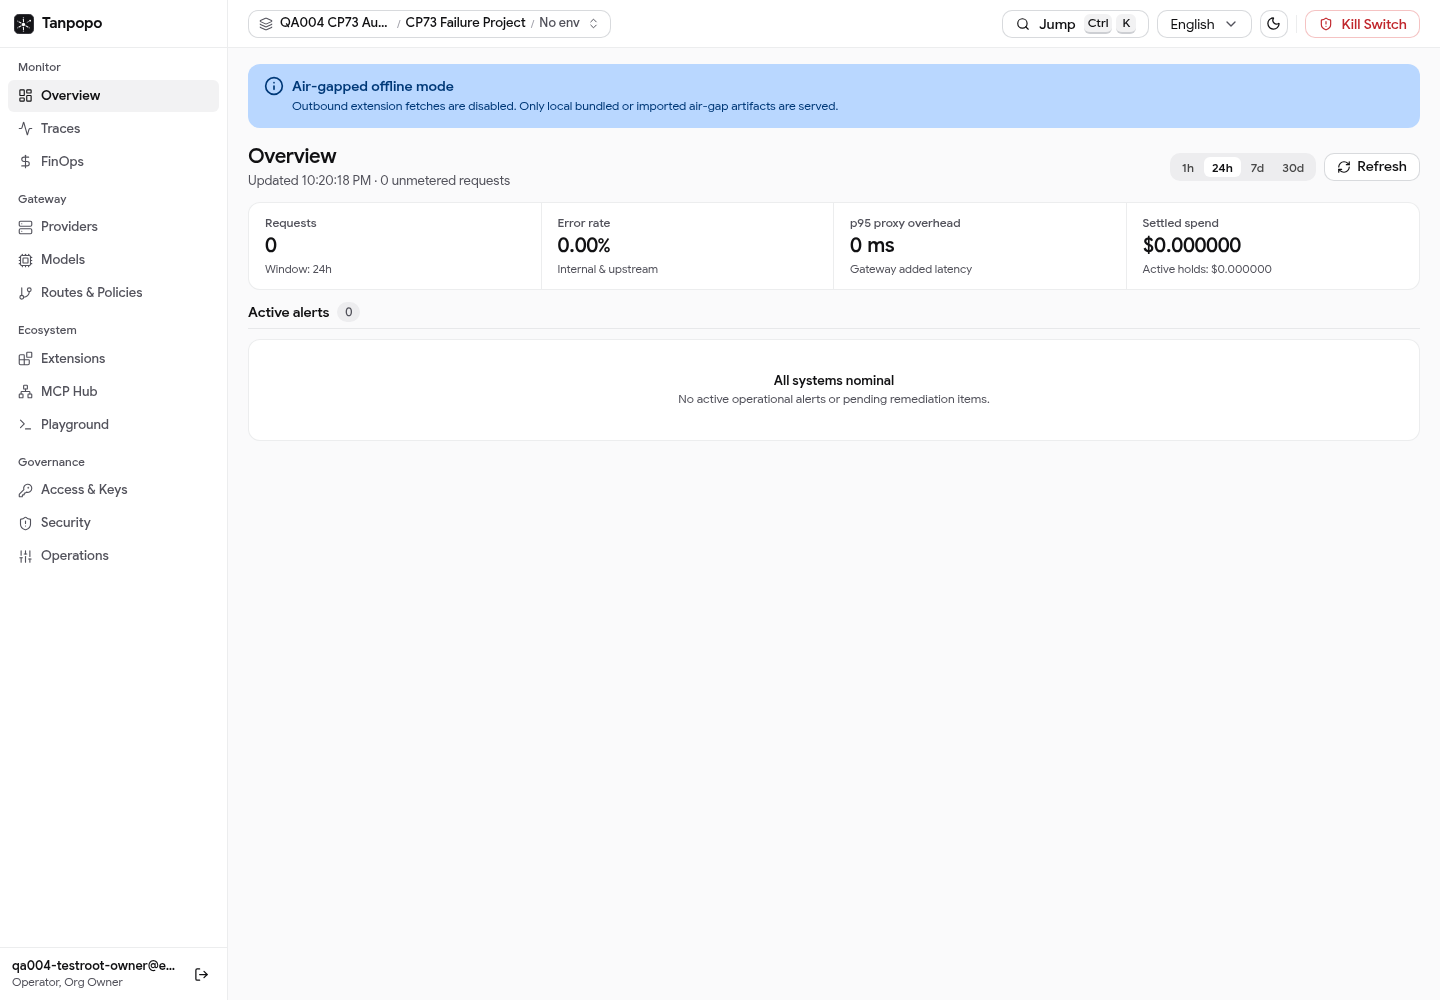 Tanpopo
QA004 CP73 Au... / CP73 Failure Project / No env
Jump Ctrl K
English
Kill Switch
Monitor
Overview
Traces
FinOps
Gateway
Providers
Models
Routes & Policies
Ecosystem
Extensions
MCP Hub
Playground
Governance
Access & Keys
Security
Operations
qa004-testroot-owner@e...
Operator, Org Owner
Air-gapped offline mode
Outbound extension fetches are disabled. Only local bundled or imported air-gap artifacts are served.
Overview
Updated 10:20:18 PM · 0 unmetered requests
1h 24h 7d 30d
Refresh
Requests
0
Window: 24h
Error rate
0.00%
Internal & upstream
p95 proxy overhead
0 ms
Gateway added latency
Settled spend
$0.000000
Active holds: $0.000000
Active alerts 0
All systems nominal
No active operational alerts or pending remediation items.